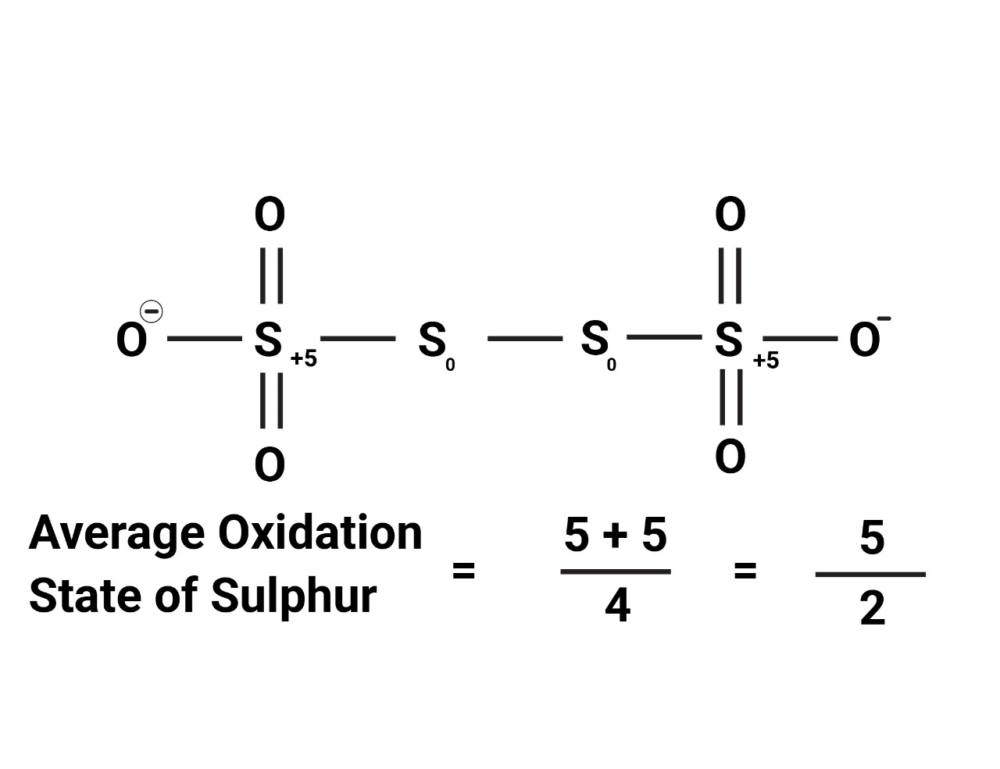 O O
O⊖ S +5 S 0 S 0 S +5 O−
O O
Average Oxidation
State of Sulphur
= 5 + 5 / 4 = 5 / 2